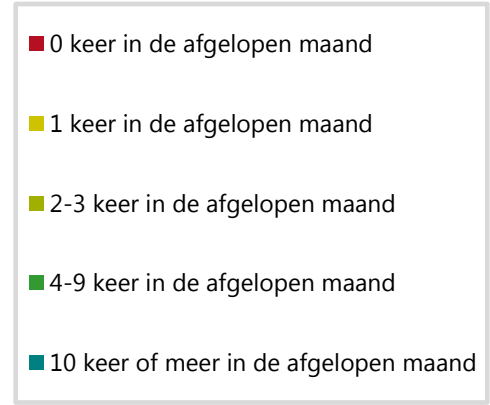 0 keer in de afgelopen maand
1 keer in de afgelopen maand
2-3 keer in de afgelopen maand
4-9 keer in de afgelopen maand
10 keer of meer in de afgelopen maand